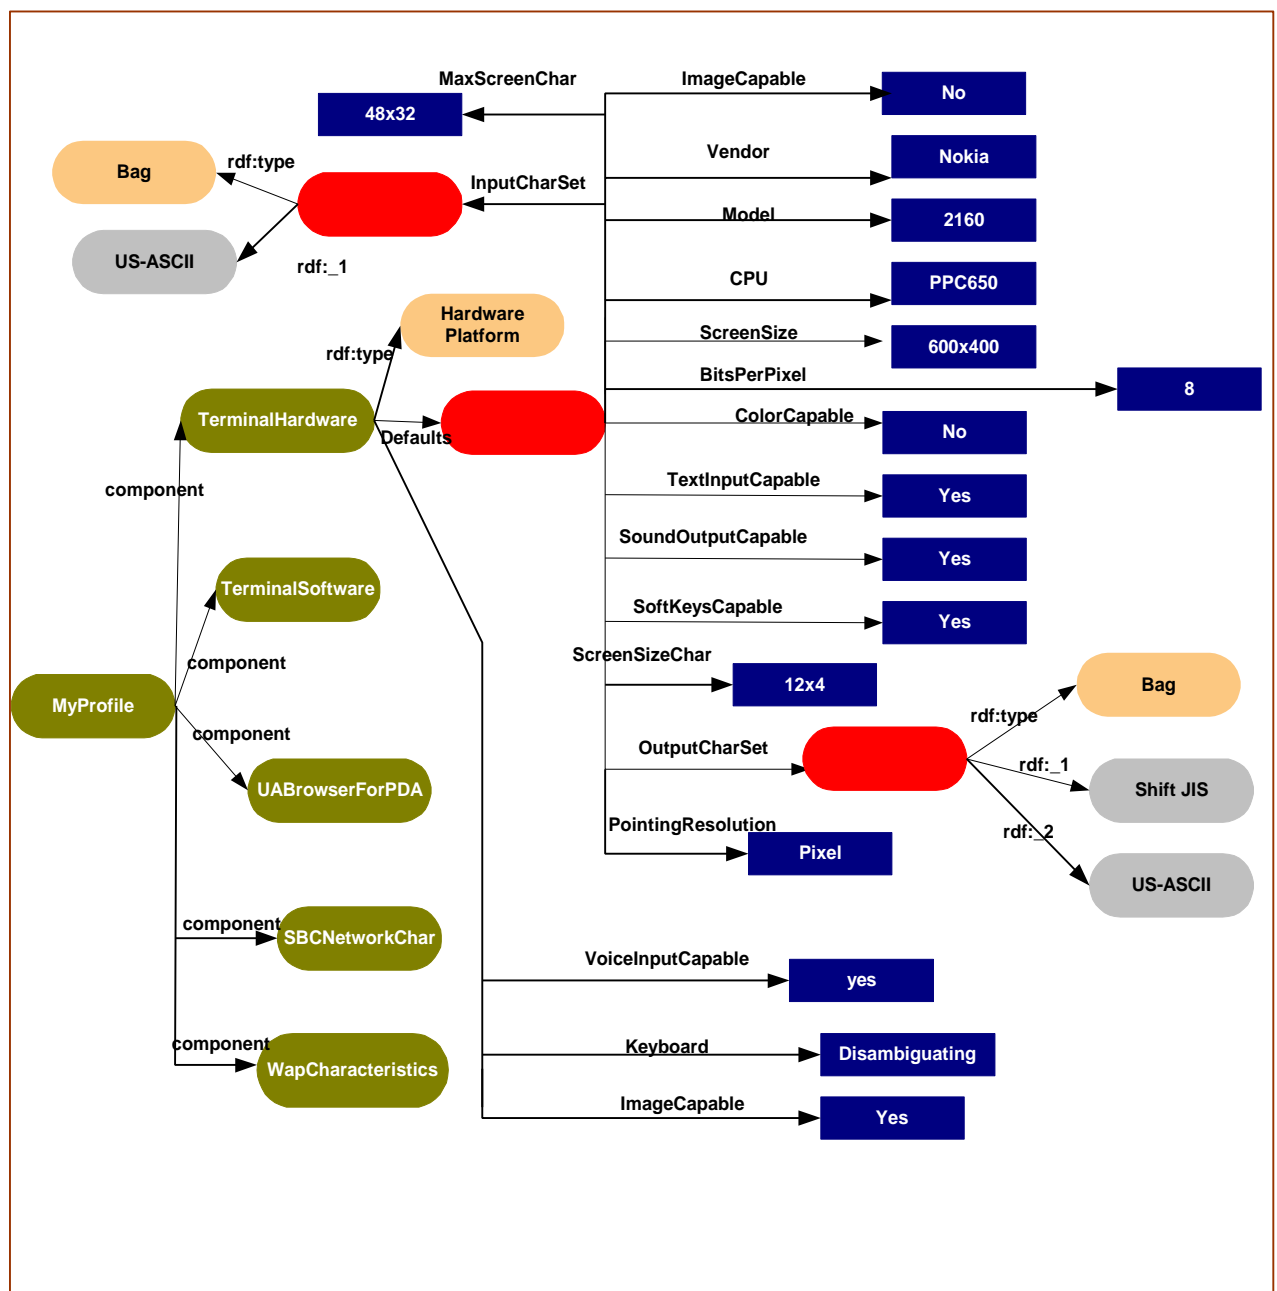 MaxScreenChar
ImageCapable
No
48x32
Vendor
Nokia
Bag
rdf:type
InputCharSet
Model
2160
US-ASCII
rdf:_1
CPU
PPC650
Hardware
Platform
rdf:type
ScreenSize
600x400
BitsPerPixel
8
TerminalHardware
Defaults
ColorCapable
No
component
TextInputCapable
Yes
SoundOutputCapable
Yes
TerminalSoftware
SoftKeysCapable
Yes
component
ScreenSizeChar
12x4
Bag
MyProfile
rdf:type
component
OutputCharSet
rdf:_1
Shift JIS
UABrowserForPDA
PointingResolution
rdf:_2
Pixel
US-ASCII
component
SBCNetworkChar
VoiceInputCapable
yes
component
WapCharacteristics
Keyboard
Disambiguating
ImageCapable
Yes